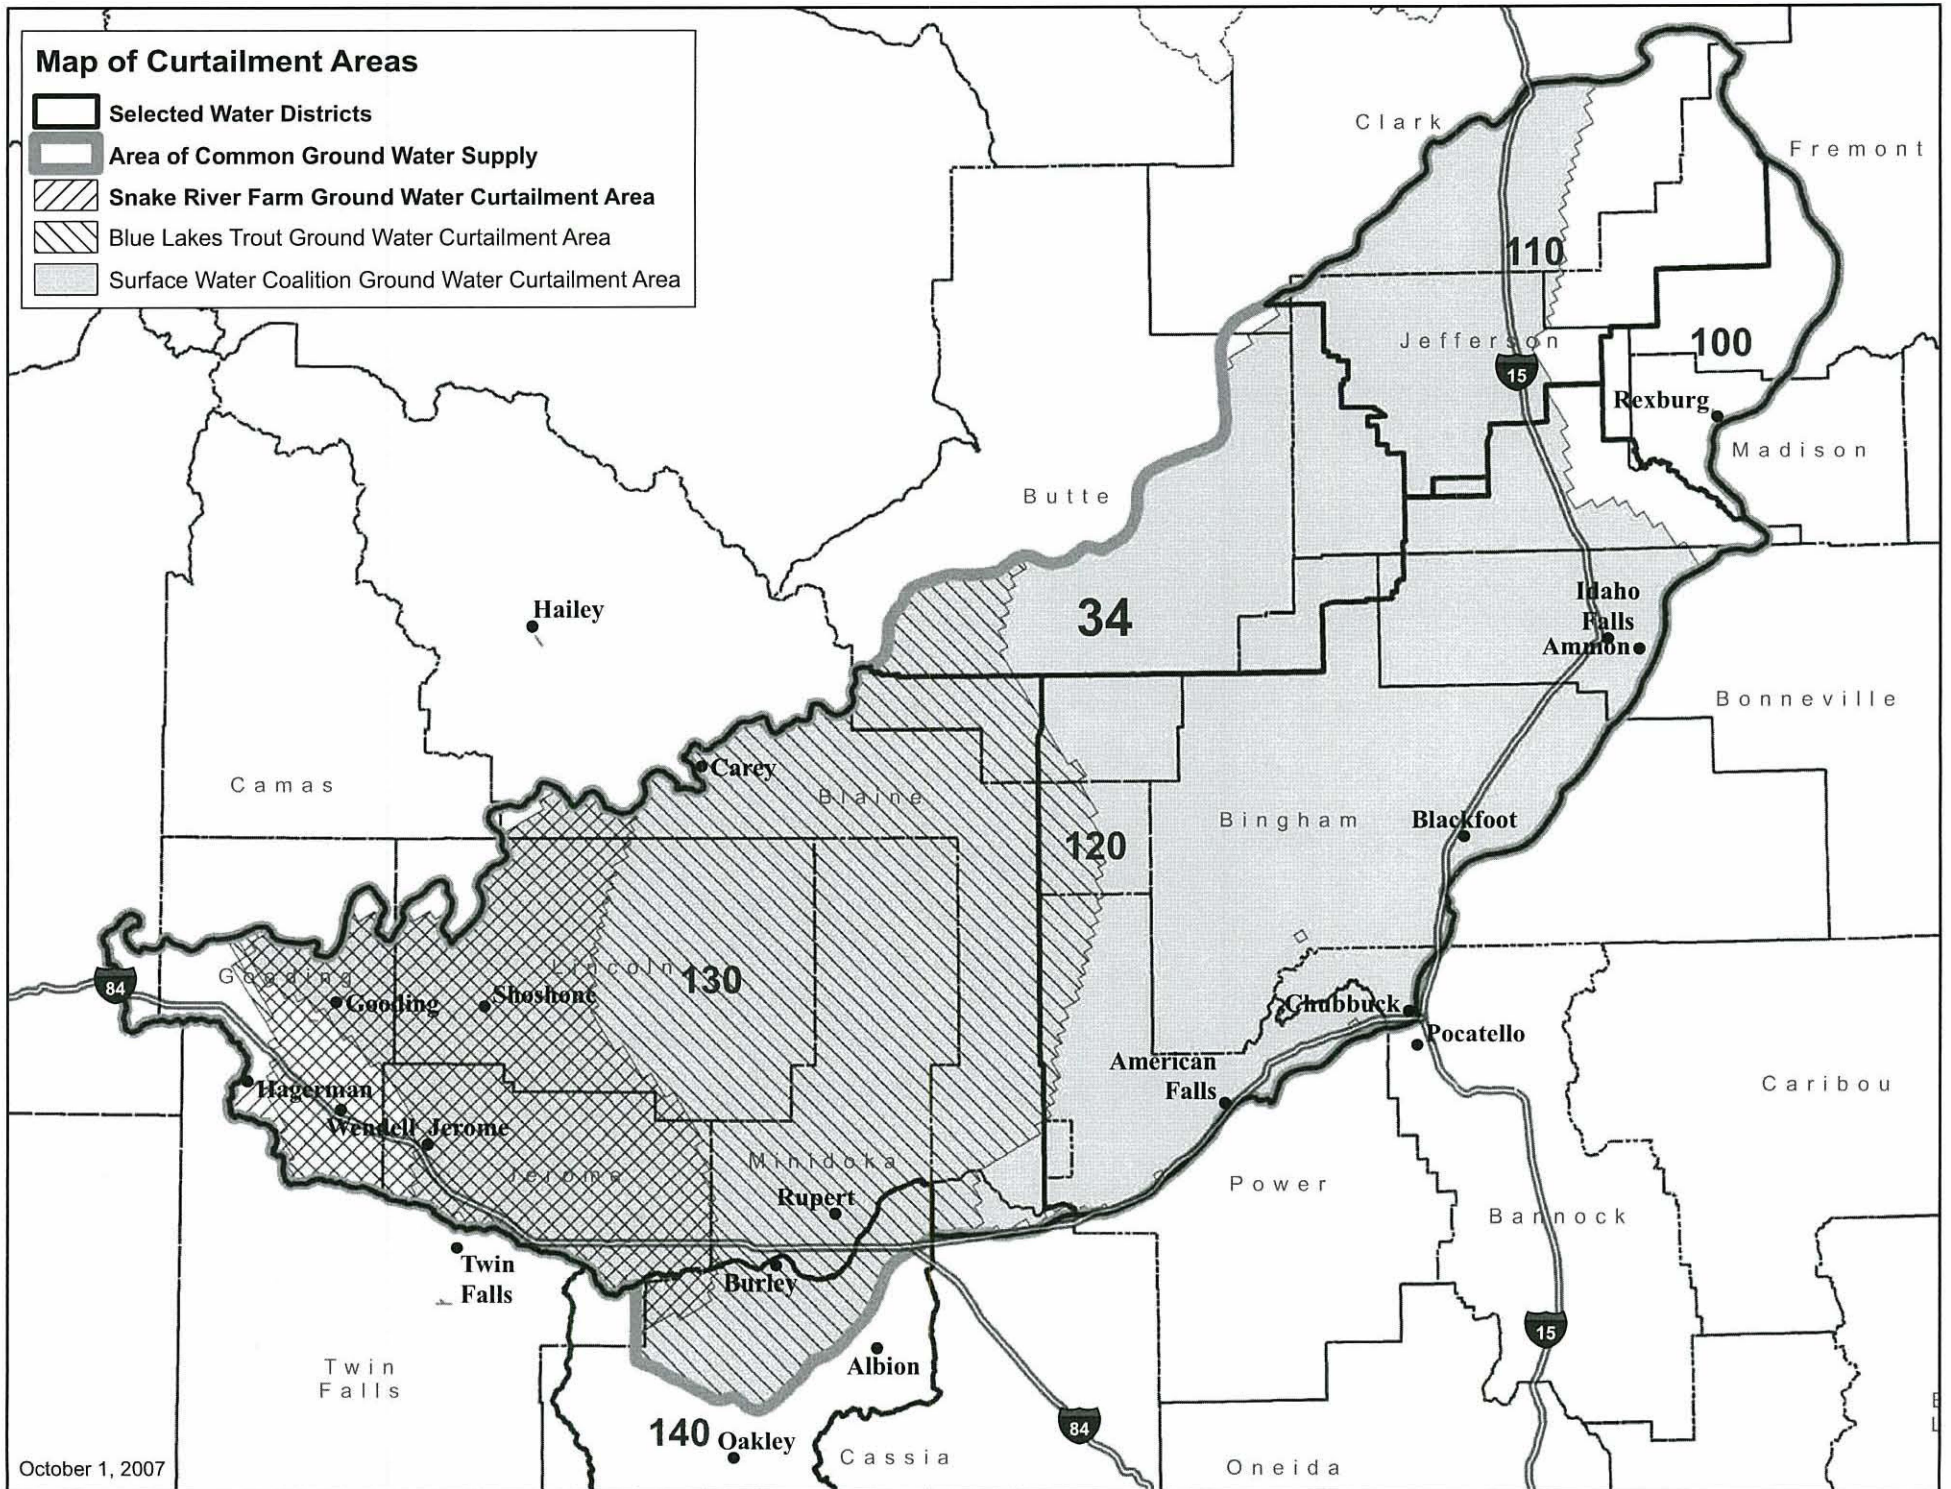 Map of Curtailment Areas
Selected Water Districts
Area of Common Ground Water Supply
Snake River Farm Ground Water Curtailment Area
Blue Lakes Trout Ground Water Curtailment Area
Surface Water Coalition Ground Water Curtailment Area
Clark
Fremont
110
100
Jefferson
15
Rexburg
Madison
Butte
34
Hailey
Idaho
Falls
Ammon
Bonneville
Carey
Camas
Blaine
120
Bingham
Blackfoot
84
Gooding
Gooding
Lincoln
130
Shoshone
Chubbuck
Pocatello
American
Falls
Caribou
Hagerman
Wendell
Jerome
Jerome
Minidoka
Rupert
Power
Bannock
Twin
Falls
Burley
15
Albion
Twin
Falls
140
Oakley
Cassia
84
Oneida
October 1, 2007